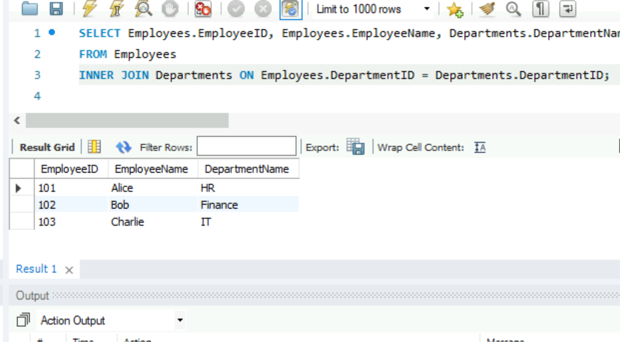 Limit to 1000 rows
1 SELECT Employees.EmployeeID, Employees.EmployeeName, Departments.DepartmentNa
2 FROM Employees
3 INNER JOIN Departments ON Employees.DepartmentID = Departments.DepartmentID;
4
Result Grid Filter Rows: Export: Wrap Cell Content: IA
EmployeeID EmployeeName DepartmentName
101 Alice HR
102 Bob Finance
103 Charlie IT
Result 1
Output
Action Output
# Time Action Message